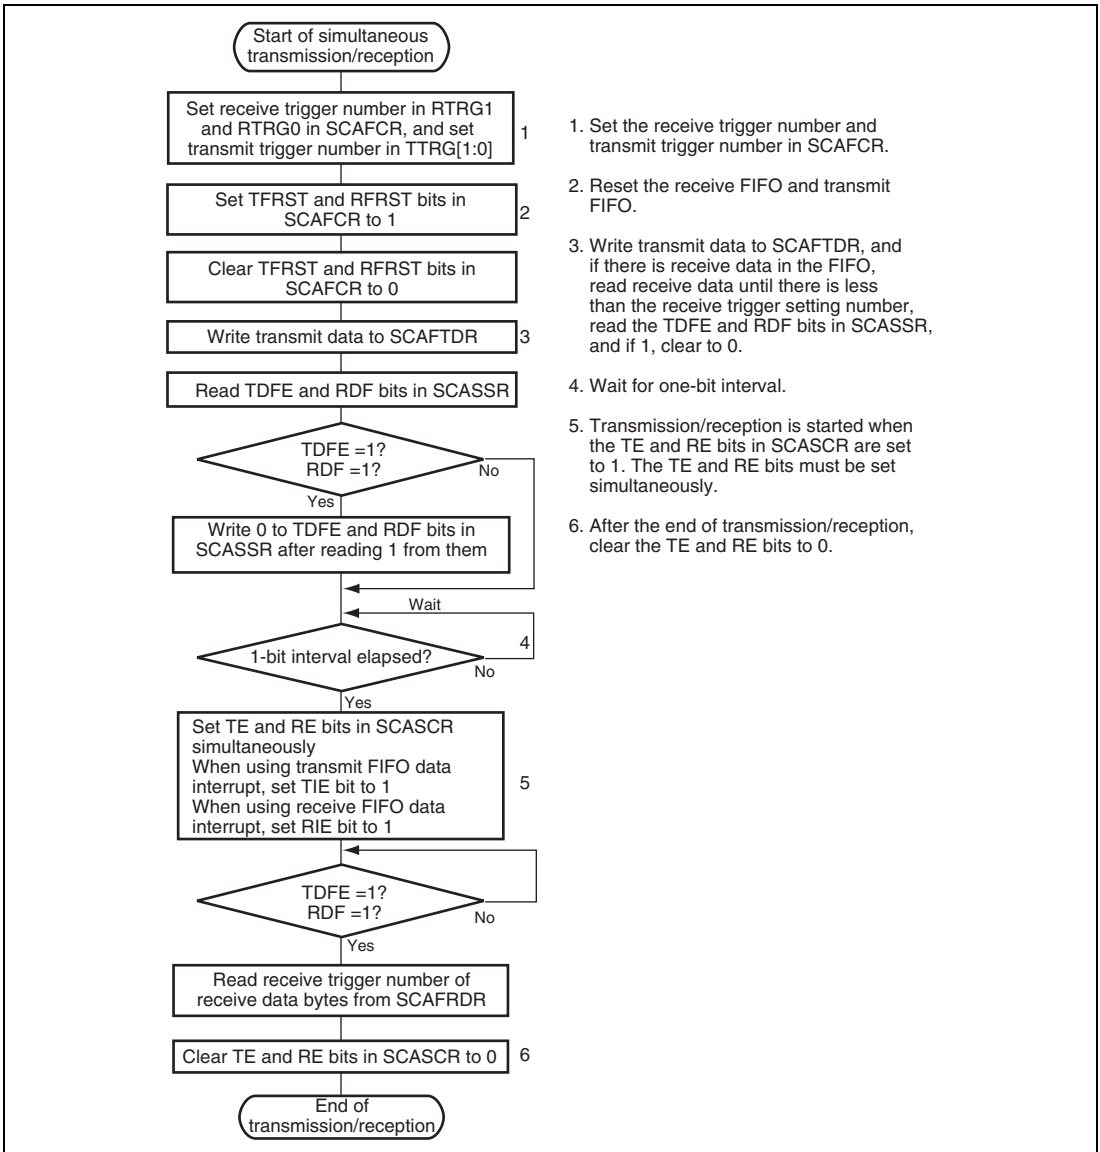 Start of simultaneous
transmission/reception
Set receive trigger number in RTRG1
and RTRG0 in SCAFCR, and set
transmit trigger number in TTRG[1:0]
1
Set TFRST and RFRST bits in
SCAFCR to 1
2
Clear TFRST and RFRST bits in
SCAFCR to 0
Write transmit data to SCAFTDR
3
Read TDFE and RDF bits in SCASSR
TDFE =1?
RDF =1?
No
Yes
Write 0 to TDFE and RDF bits in
SCASSR after reading 1 from them
Wait
1-bit interval elapsed?
4
No
Yes
Set TE and RE bits in SCASCR
simultaneously
When using transmit FIFO data
interrupt, set TIE bit to 1
When using receive FIFO data
interrupt, set RIE bit to 1
5
TDFE =1?
RDF =1?
No
Yes
Read receive trigger number of
receive data bytes from SCAFRDR
Clear TE and RE bits in SCASCR to 0
6
End of
transmission/reception
1. Set the receive trigger number and
transmit trigger number in SCAFCR.
2. Reset the receive FIFO and transmit
FIFO.
3. Write transmit data to SCAFTDR, and
if there is receive data in the FIFO,
read receive data until there is less
than the receive trigger setting number,
read the TDFE and RDF bits in SCASSR,
and if 1, clear to 0.
4. Wait for one-bit interval.
5. Transmission/reception is started when
the TE and RE bits in SCASCR are set
to 1. The TE and RE bits must be set
simultaneously.
6. After the end of transmission/reception,
clear the TE and RE bits to 0.